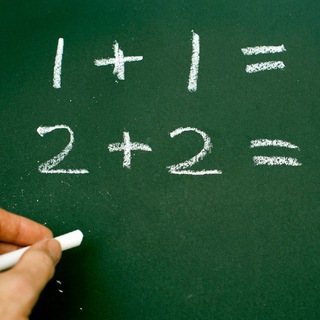 1 + 1 =
2 + 2 =